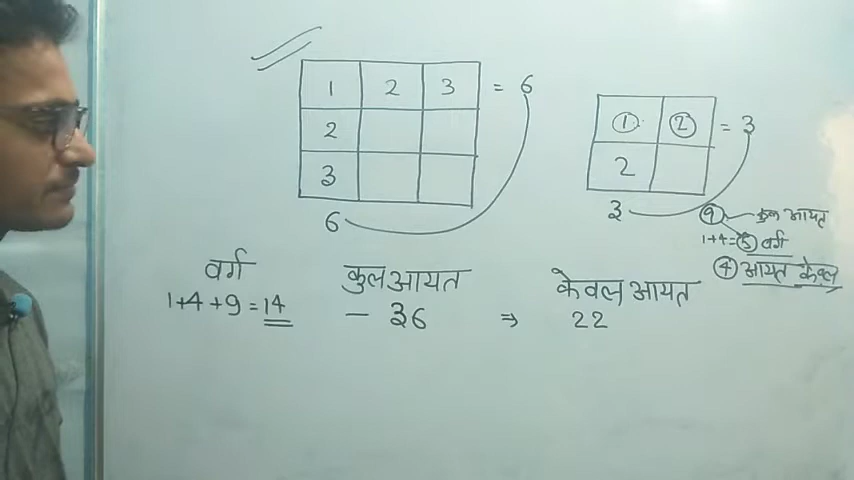 1 2 3 = 6
2
3
6
1 2 = 3
2
3
9 कुल आयत
1+4=5 वर्ग
4 आयत केवल
वर्ग
1+4+9=14
कुल आयत
- 36
⇒
केवल आयत
22